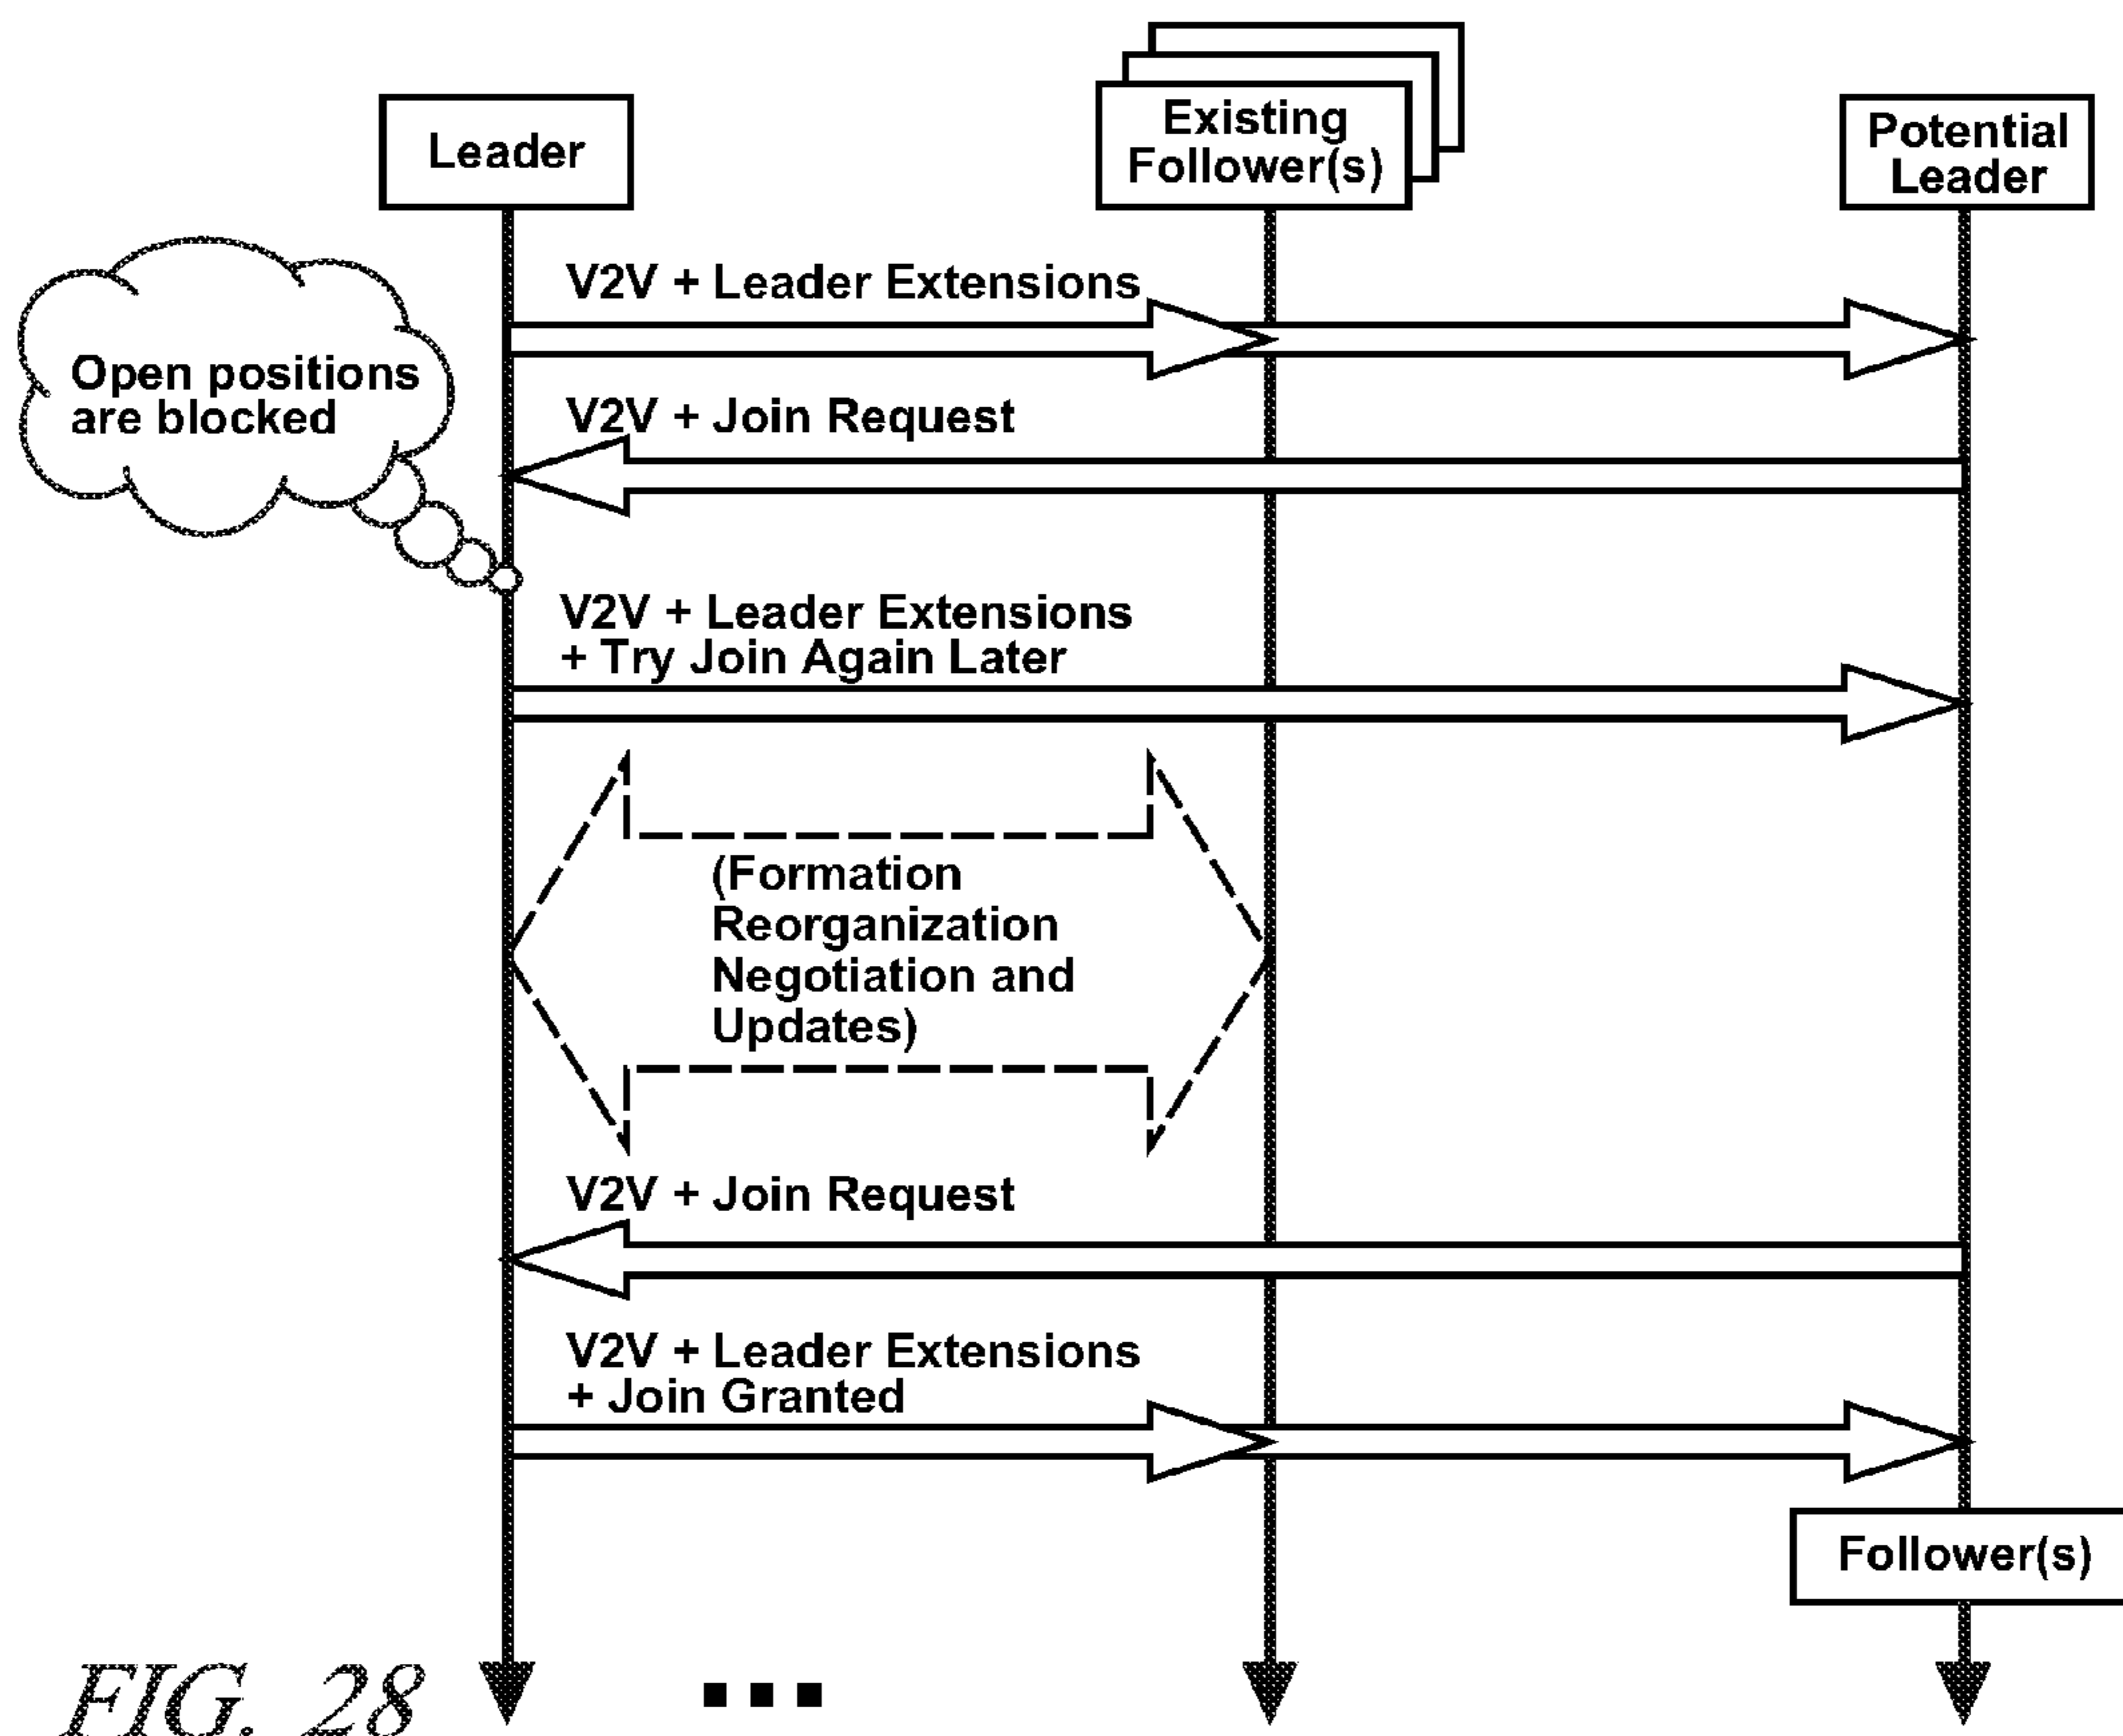 Leader
Existing
Follower(s)
Potential
Leader
V2V + Leader Extensions
Open positions
are blocked
V2V + Join Request
V2V + Leader Extensions
+ Try Join Again Later
(Formation
Reorganization
Negotiation and
Updates)
V2V + Join Request
V2V + Leader Extensions
+ Join Granted
Follower(s)
FIG. 28